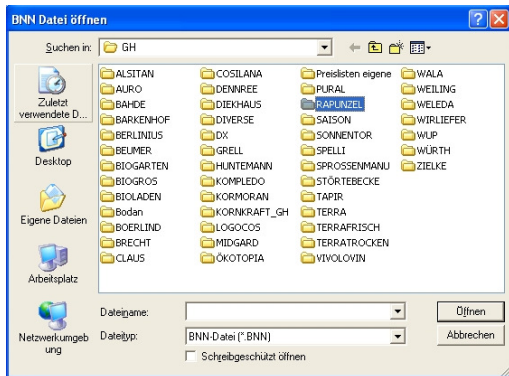 BNN Datei öffnen
Suchen in: GH
Zuletzt
verwendete D...
Desktop
Eigene Dateien
Arbeitsplatz
Netzwerkumgeb
ung
ALSITAN
AURO
BAHDE
BARKENHOF
BERLINIUS
BEUMER
BIOGARTEN
BIOGROS
BIOLADEN
Bodan
BOERLIND
BRECHT
CLAUS
COSILANA
DENNREE
DIEKHAUS
DIVERSE
DX
GRELL
HUNTEMANN
KOMPLEDO
KORMORAN
KORNKRAFT_GH
LOGOCOS
MIDGARD
ÖKOTOPIA
Preislisten eigene
PURAL
RAPUNZEL
SAISON
SONNENTOR
SPELLI
SPROSSENMANU
STÖRTEBECKE
TAPIR
TERRA
TERRAFRISCH
TERRATROCKEN
VIVOLOVIN
WALA
WEILING
WELEDA
WIRLIEFER
WUP
WÜRTH
ZIELKE
Dateiname:
Öffnen
Dateityp: BNN-Datei (*.BNN)
Abbrechen
Schreibgeschützt öffnen